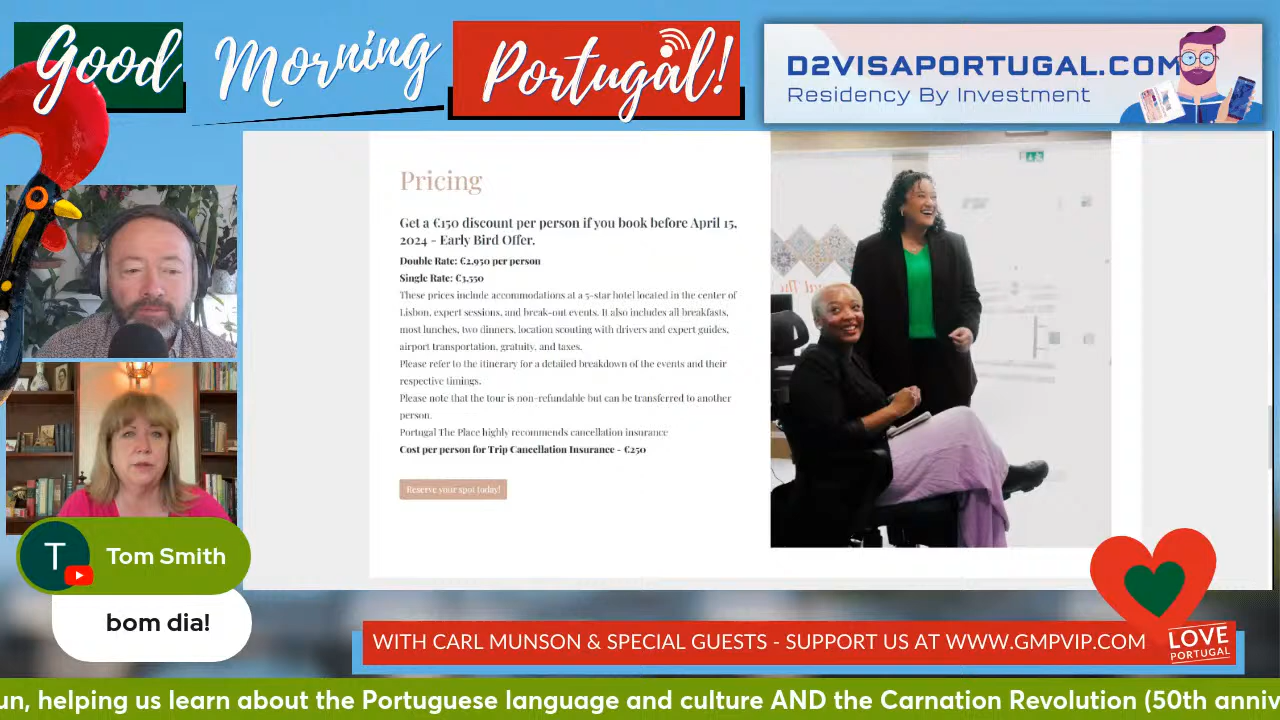 Good Morning Portugal!
D2VISAPORTUGAL.COM
Residency By Investment
Pricing
Get a €150 discount per person if you book before April 15,
2024 - Early Bird Offer.
Double Rate: €2,950 per person
Single Rate: €3,550
These prices include accommodations at a 5-star hotel located in the center of
Lisbon, expert sessions, and break-out events. It also includes all breakfasts,
most lunches, two dinners, location scouting with drivers and expert guides,
airport transportation, gratuity, and taxes.
Please refer to the itinerary for a detailed breakdown of the events and their
respective timings.
Please note that the tour is non-refundable but can be transferred to another
person.
Portugal The Place highly recommends cancellation insurance
Cost per person for Trip Cancellation Insurance - €250
Reserve your spot today!
T
Tom Smith
bom dia!
WITH CARL MUNSON & SPECIAL GUESTS - SUPPORT US AT WWW.GMPVIP.COM
LOVE
PORTUGAL
un, helping us learn about the Portuguese language and culture AND the Carnation Revolution (50th anniv